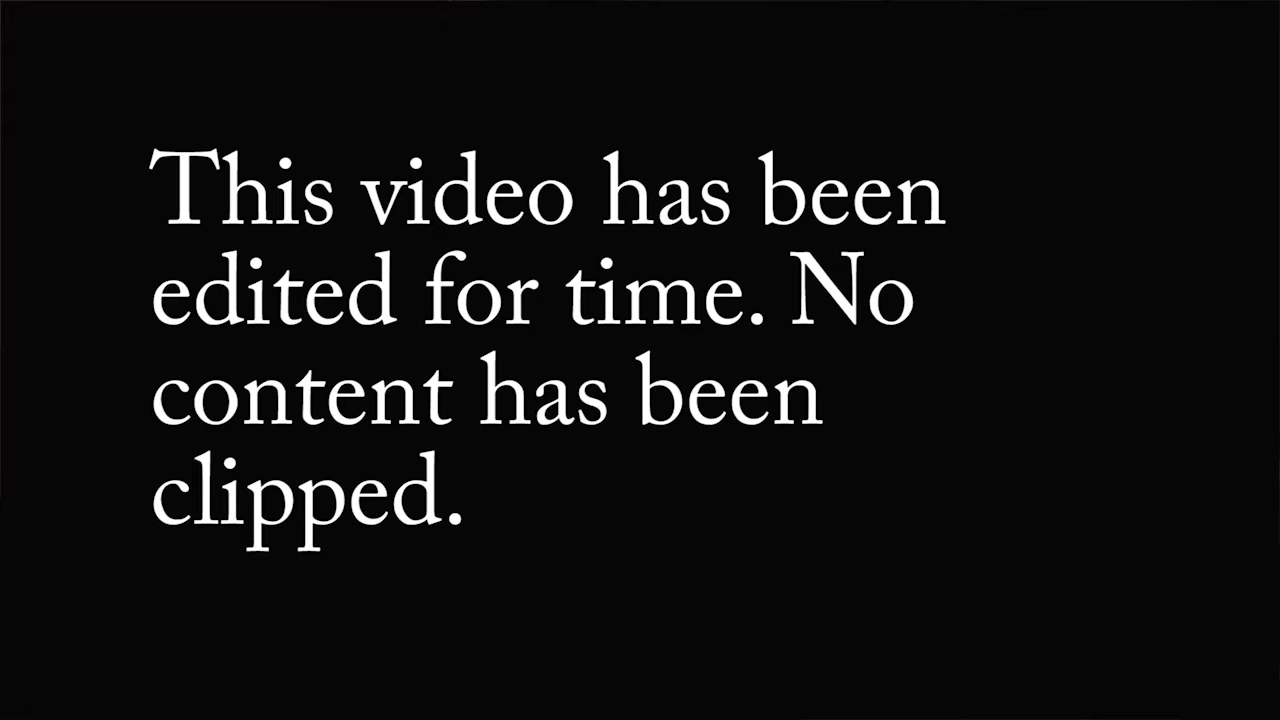 This video has been
edited for time. No
content has been
clipped.